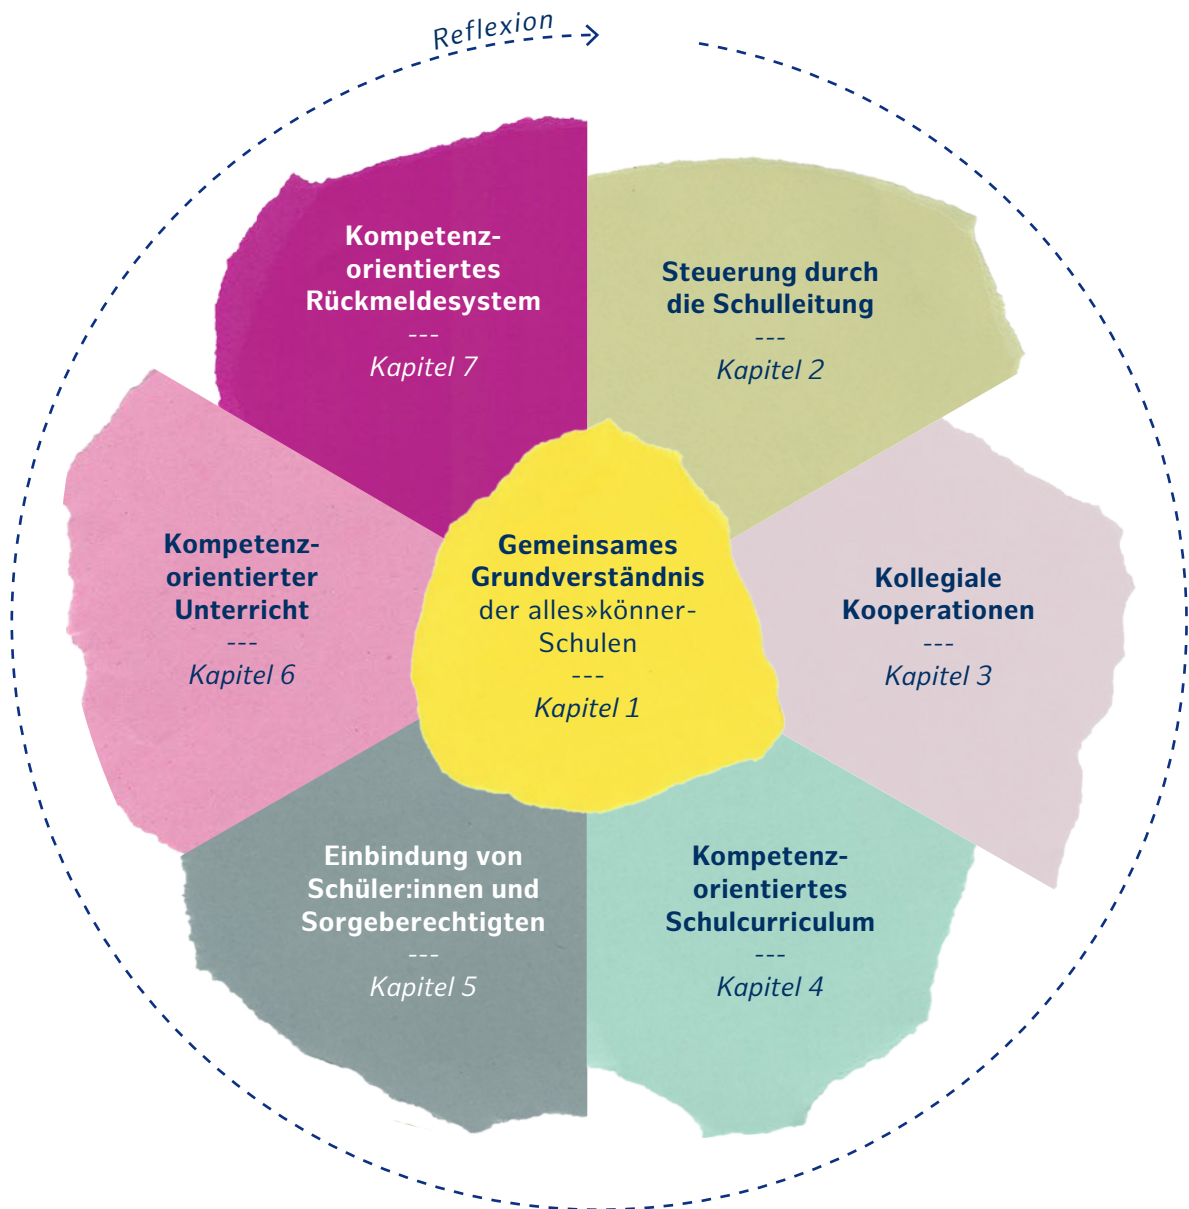 Reflexion
Kompetenz-
orientiertes
Rückmeldesystem
---
Kapitel 7
Steuerung durch
die Schulleitung
---
Kapitel 2
Gemeinsames
Grundverständnis
der alles»könner-
Schulen
---
Kapitel 1
Kollegiale
Kooperationen
---
Kapitel 3
Kompetenz-
orientierter
Unterricht
---
Kapitel 6
Einbindung von
Schüler:innen und
Sorgeberechtigten
---
Kapitel 5
Kompetenz-
orientiertes
Schulcurriculum
---
Kapitel 4